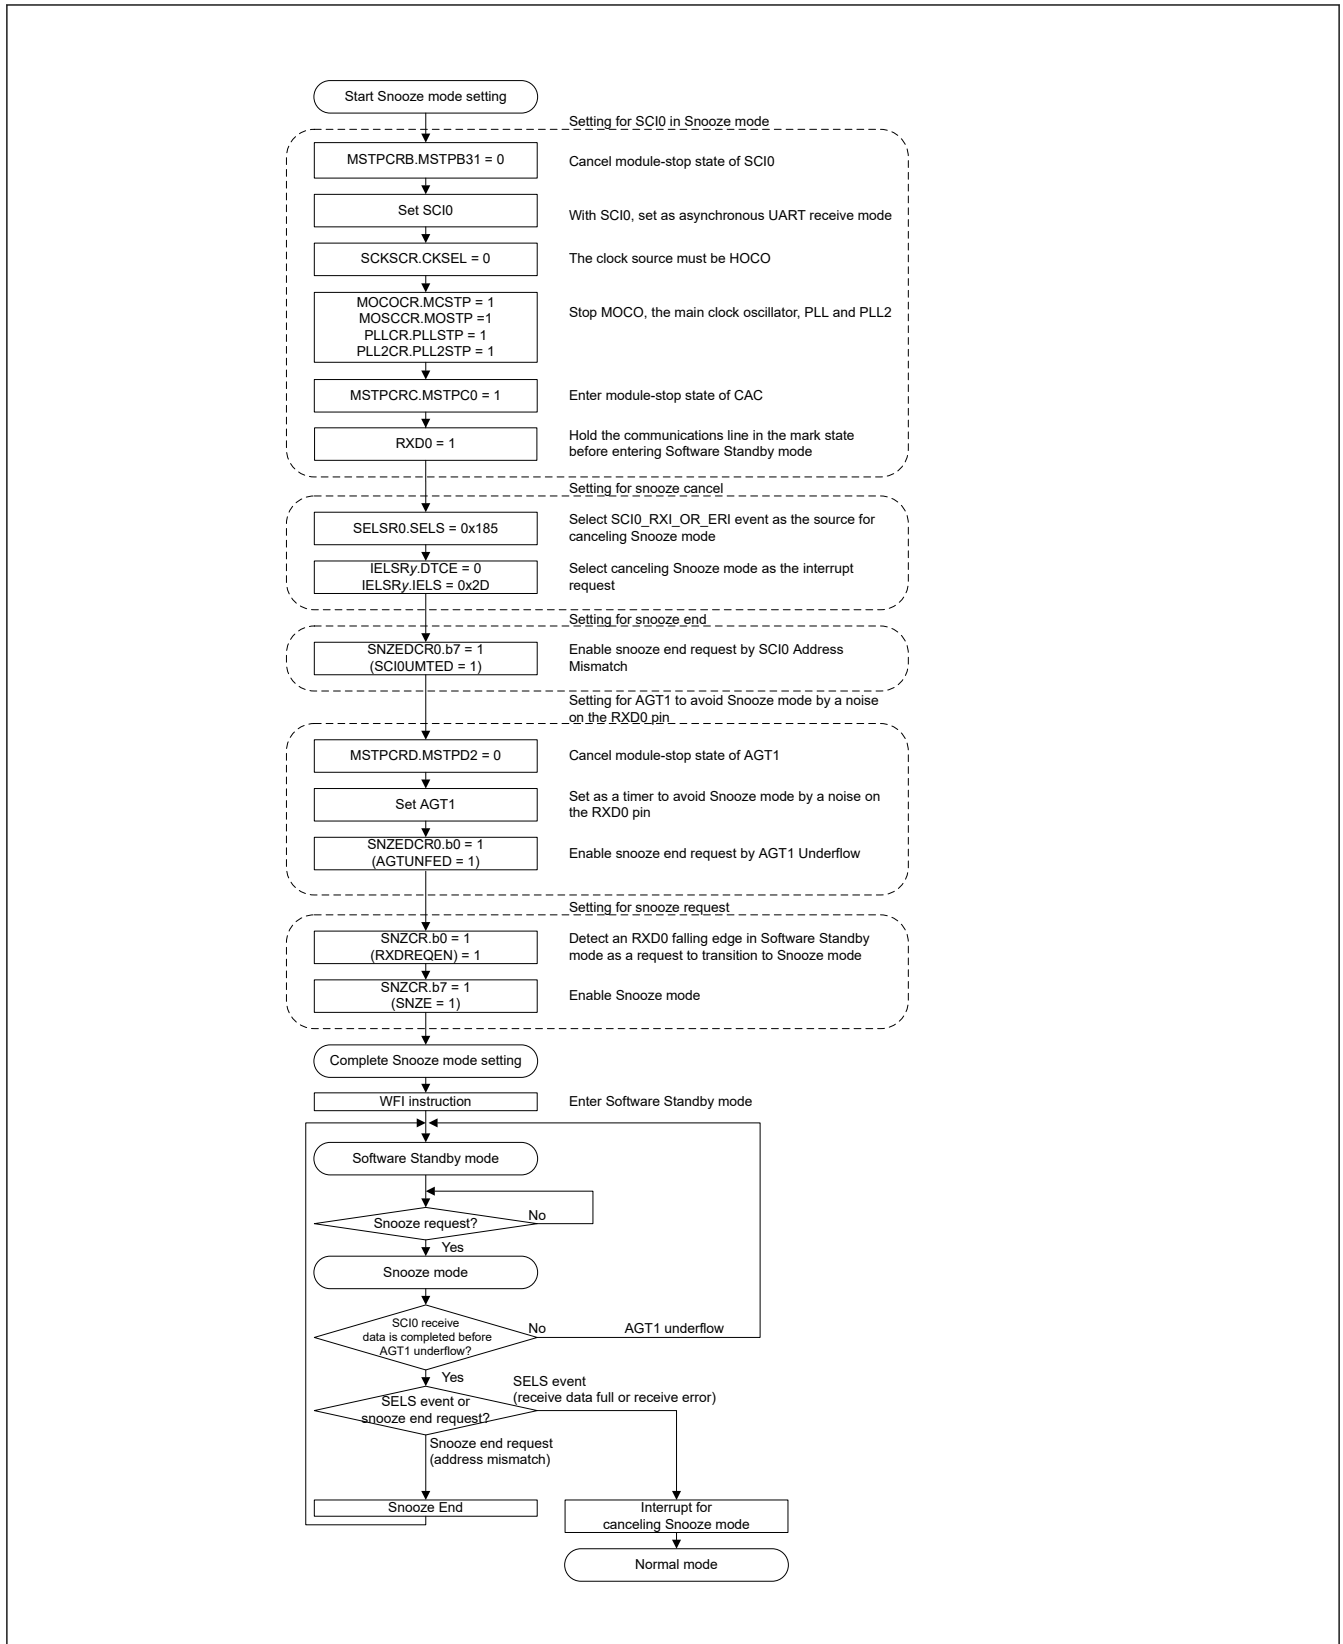 Start Snooze mode setting
Setting for SCI0 in Snooze mode
MSTPCRB.MSTPB31 = 0
Cancel module-stop state of SCI0
Set SCI0
With SCI0, set as asynchronous UART receive mode
SCKSCR.CKSEL = 0
The clock source must be HOCO
MOCOCR.MCSTP = 1
MOSCCR.MOSTP =1
PLLCR.PLLSTP = 1
PLL2CR.PLL2STP = 1
Stop MOCO, the main clock oscillator, PLL and PLL2
MSTPCRC.MSTPC0 = 1
Enter module-stop state of CAC
RXD0 = 1
Hold the communications line in the mark state
before entering Software Standby mode
Setting for snooze cancel
SELSR0.SELS = 0x185
Select SCI0_RXI_OR_ERI event as the source for
canceling Snooze mode
IELSRy.DTCE = 0
IELSRy.IELS = 0x2D
Select canceling Snooze mode as the interrupt
request
Setting for snooze end
SNZEDCR0.b7 = 1
(SCI0UMTED = 1)
Enable snooze end request by SCI0 Address
Mismatch
Setting for AGT1 to avoid Snooze mode by a noise
on the RXD0 pin
MSTPCRD.MSTPD2 = 0
Cancel module-stop state of AGT1
Set AGT1
Set as a timer to avoid Snooze mode by a noise on
the RXD0 pin
SNZEDCR0.b0 = 1
(AGTUNFED = 1)
Enable snooze end request by AGT1 Underflow
Setting for snooze request
SNZCR.b0 = 1
(RXDREQEN) = 1
Detect an RXD0 falling edge in Software Standby
mode as a request to transition to Snooze mode
SNZCR.b7 = 1
(SNZE = 1)
Enable Snooze mode
Complete Snooze mode setting
WFI instruction
Enter Software Standby mode
Software Standby mode
Snooze request?
No
Yes
Snooze mode
SCI0 receive
data is completed before
AGT1 underflow?
No
AGT1 underflow
Yes
SELS event or
snooze end request?
SELS event
(receive data full or receive error)
Snooze end request
(address mismatch)
Snooze End
Interrupt for
canceling Snooze mode
Normal mode